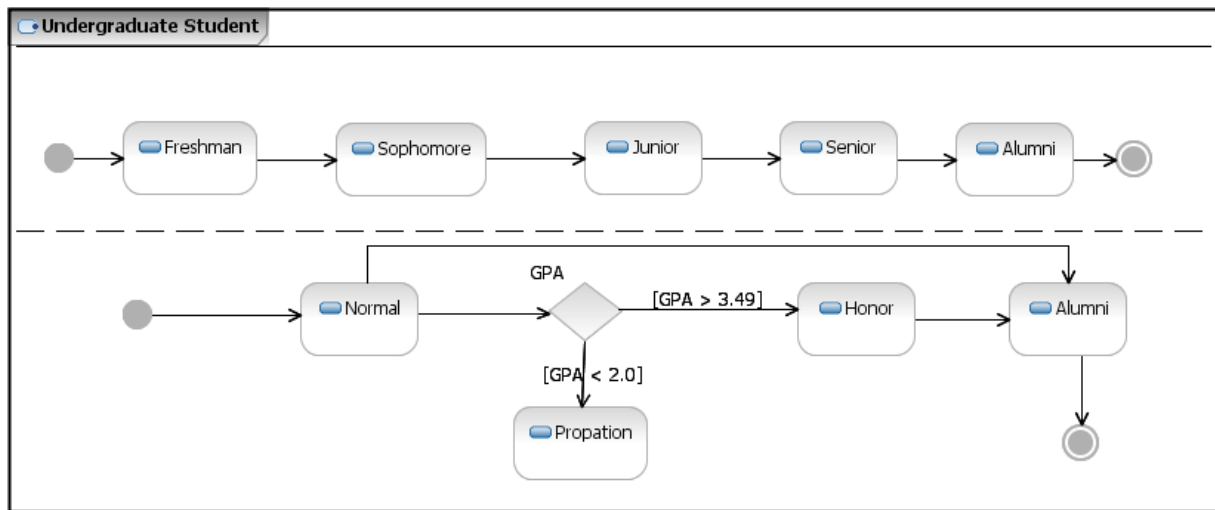 Undergraduate Student
Freshman
Sophomore
Junior
Senior
Alumni
GPA
Normal
[GPA > 3.49]
Honor
Alumni
[GPA < 2.0]
Propation